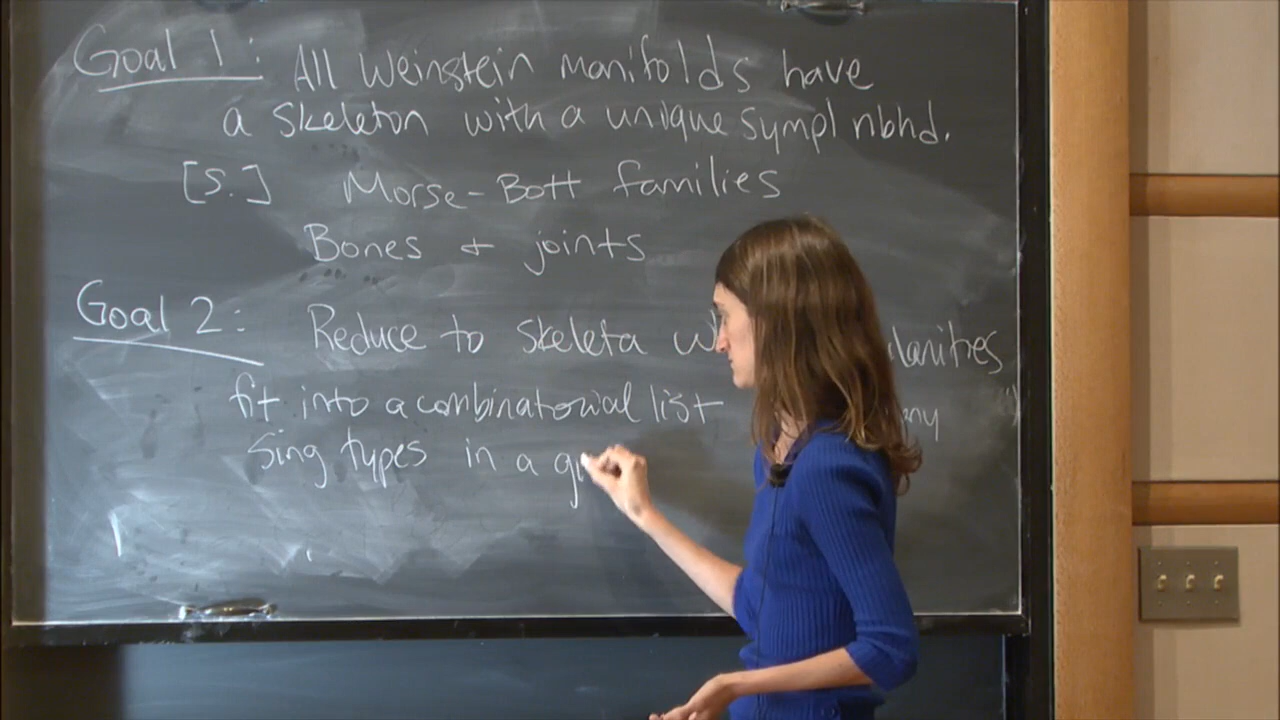 Goal 1: All Weinstein manifolds have
a skeleton with a unique sympl nbhd.
[S.] Morse-Bott families
Bones + joints
Goal 2: Reduce to skeleta
fit into a combinatorial list
sing types in a